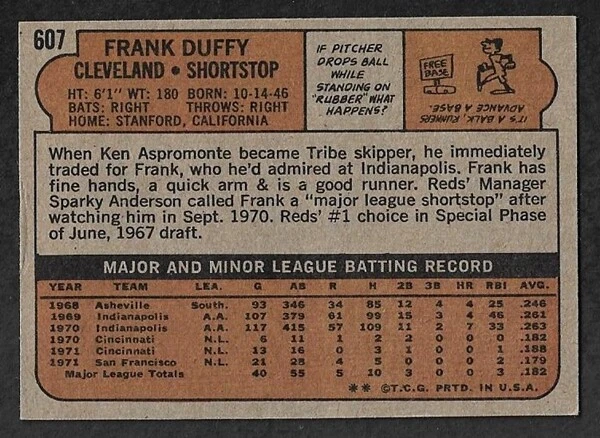 607
FRANK DUFFY
CLEVELAND • SHORTSTOP
HT: 6'1" WT: 180 BORN: 10-14-46
BATS: RIGHT THROWS: RIGHT
HOME: STANFORD, CALIFORNIA
IF PITCHER
DROPS BALL
WHILE
STANDING ON
"RUBBER" WHAT
HAPPENS?
FREE
BASE
IT'S A BALK, RUNNERS
ADVANCE A BASE.
When Ken Aspromonte became Tribe skipper, he immediately
traded for Frank, who he'd admired at Indianapolis. Frank has
fine hands, a quick arm & is a good runner. Reds' Manager
Sparky Anderson called Frank a "major league shortstop" after
watching him in Sept. 1970. Reds' #1 choice in Special Phase
of June, 1967 draft.
MAJOR AND MINOR LEAGUE BATTING RECORD
YEAR TEAM LEA. G AB R H 2B 3B HR RBI AVG.
1968 Asheville South. 93 346 34 85 12 4 4 25 .246
1969 Indianapolis A.A. 107 379 61 99 15 3 4 46 .261
1970 Indianapolis A.A. 117 415 57 109 11 2 7 33 .263
1970 Cincinnati N.L. 6 11 1 2 2 0 0 0 .182
1971 Cincinnati N.L. 13 16 0 3 1 0 0 1 .188
1971 San Francisco N.L. 21 28 4 5 0 0 0 2 .179
Major League Totals 40 55 5 10 3 0 0 3 .182
** ©T.C.G. PRTD. IN U.S.A.